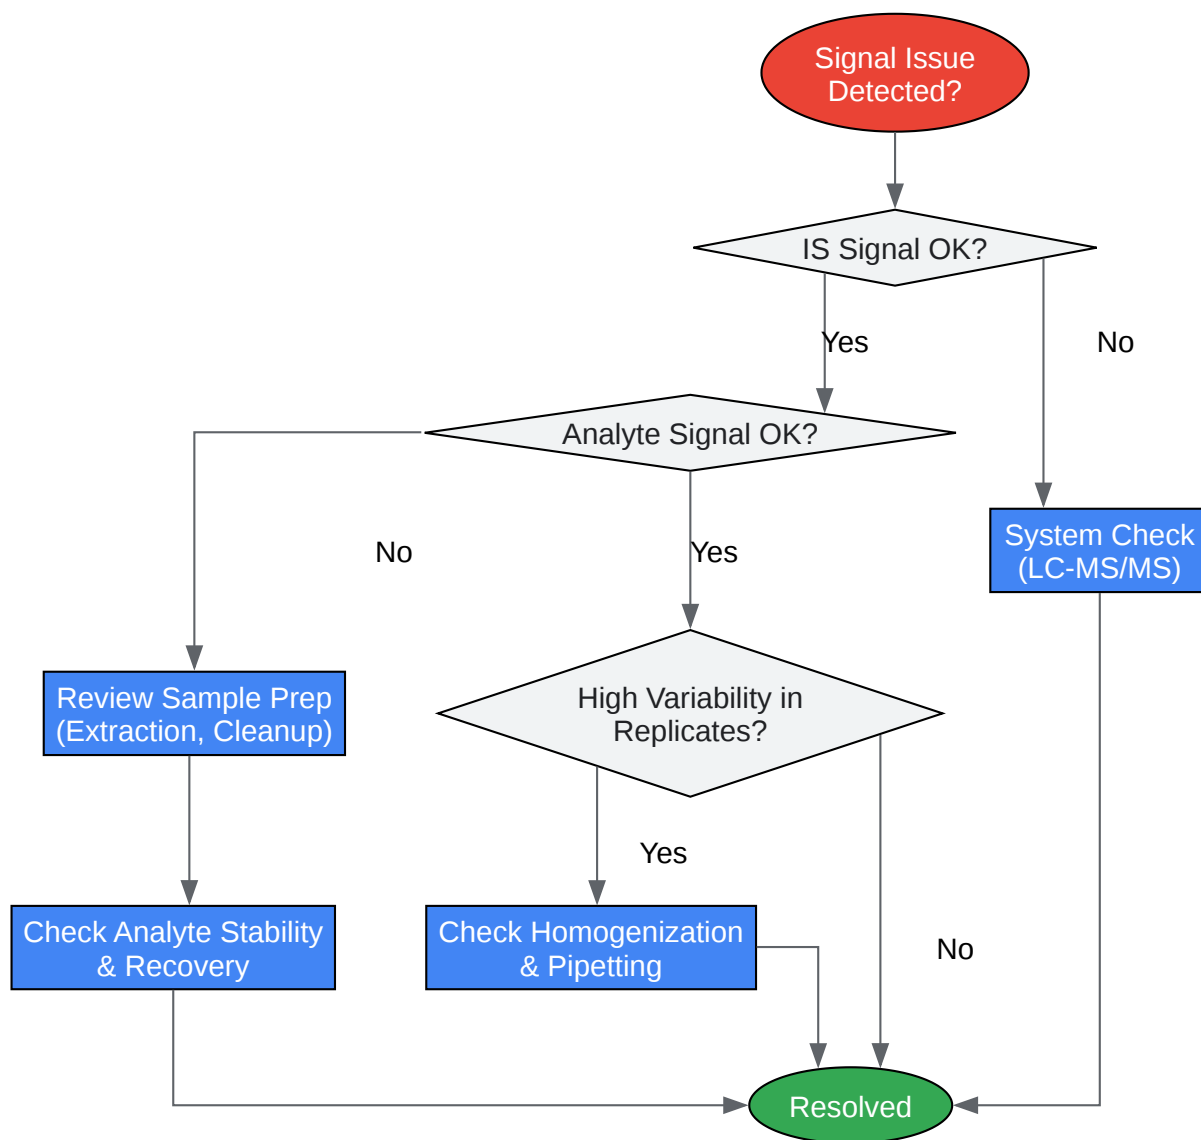 Signal Issue
Detected?
IS Signal OK?
Yes
No
Analyte Signal OK?
No
Yes
System Check
(LC-MS/MS)
Review Sample Prep
(Extraction, Cleanup)
High Variability in
Replicates?
Yes
Check Analyte Stability
& Recovery
Check Homogenization
& Pipetting
No
Resolved